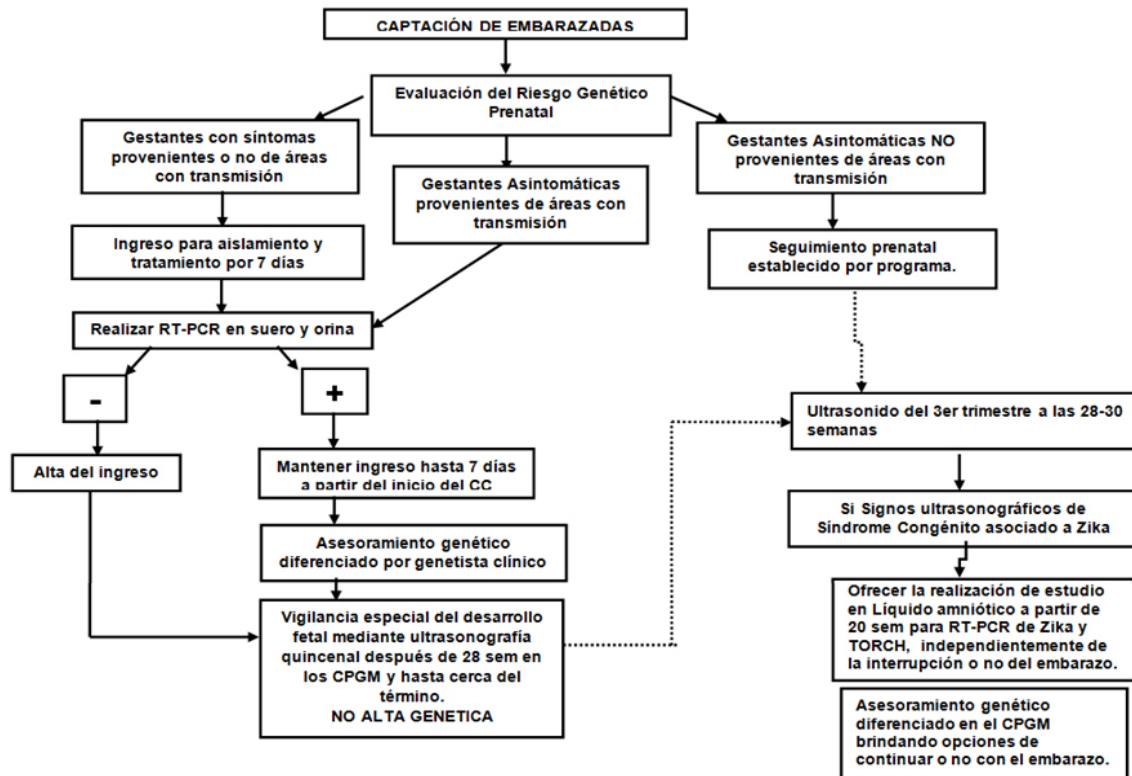 CAPTACIÓN DE EMBARAZADAS
Evaluación del Riesgo Genético
Prenatal
Gestantes con síntomas
provenientes o no de áreas
con transmisión
Gestantes Asintomáticas
provenientes de áreas con
transmisión
Gestantes Asintomáticas NO
provenientes de áreas con
transmisión
Ingreso para aislamiento y
tratamiento por 7 días
Seguimiento prenatal
establecido por programa.
Realizar RT-PCR en suero y orina
-
+
Alta del ingreso
Mantener ingreso hasta 7 días
a partir del inicio del CC
Asesoramiento genético
diferenciado por genetista clínico
Vigilancia especial del desarrollo
fetal mediante ultrasonografía
quincenal después de 28 sem en
los CPGM y hasta cerca del
término.
NO ALTA GENETICA
Ultrasonido del 3er trimestre a las 28-30
semanas
Si Signos ultrasonográficos de
Síndrome Congénito asociado a Zika
Ofrecer la realización de estudio
en Líquido amniótico a partir de
20 sem para RT-PCR de Zika y
TORCH, independientemente de
la interrupción o no del embarazo.
Asesoramiento genético
diferenciado en el CPGM
brindando opciones de
continuar o no con el embarazo.